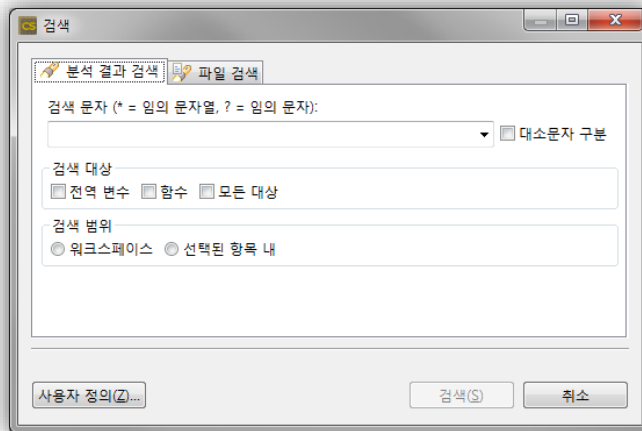 CS 검색
분석 결과 검색 파일 검색
검색 문자 (* = 임의 문자열, ? = 임의 문자):
대소문자 구분
검색 대상
전역 변수 함수 모든 대상
검색 범위
워크스페이스 선택된 항목 내
사용자 정의(Z)... 검색(S) 취소